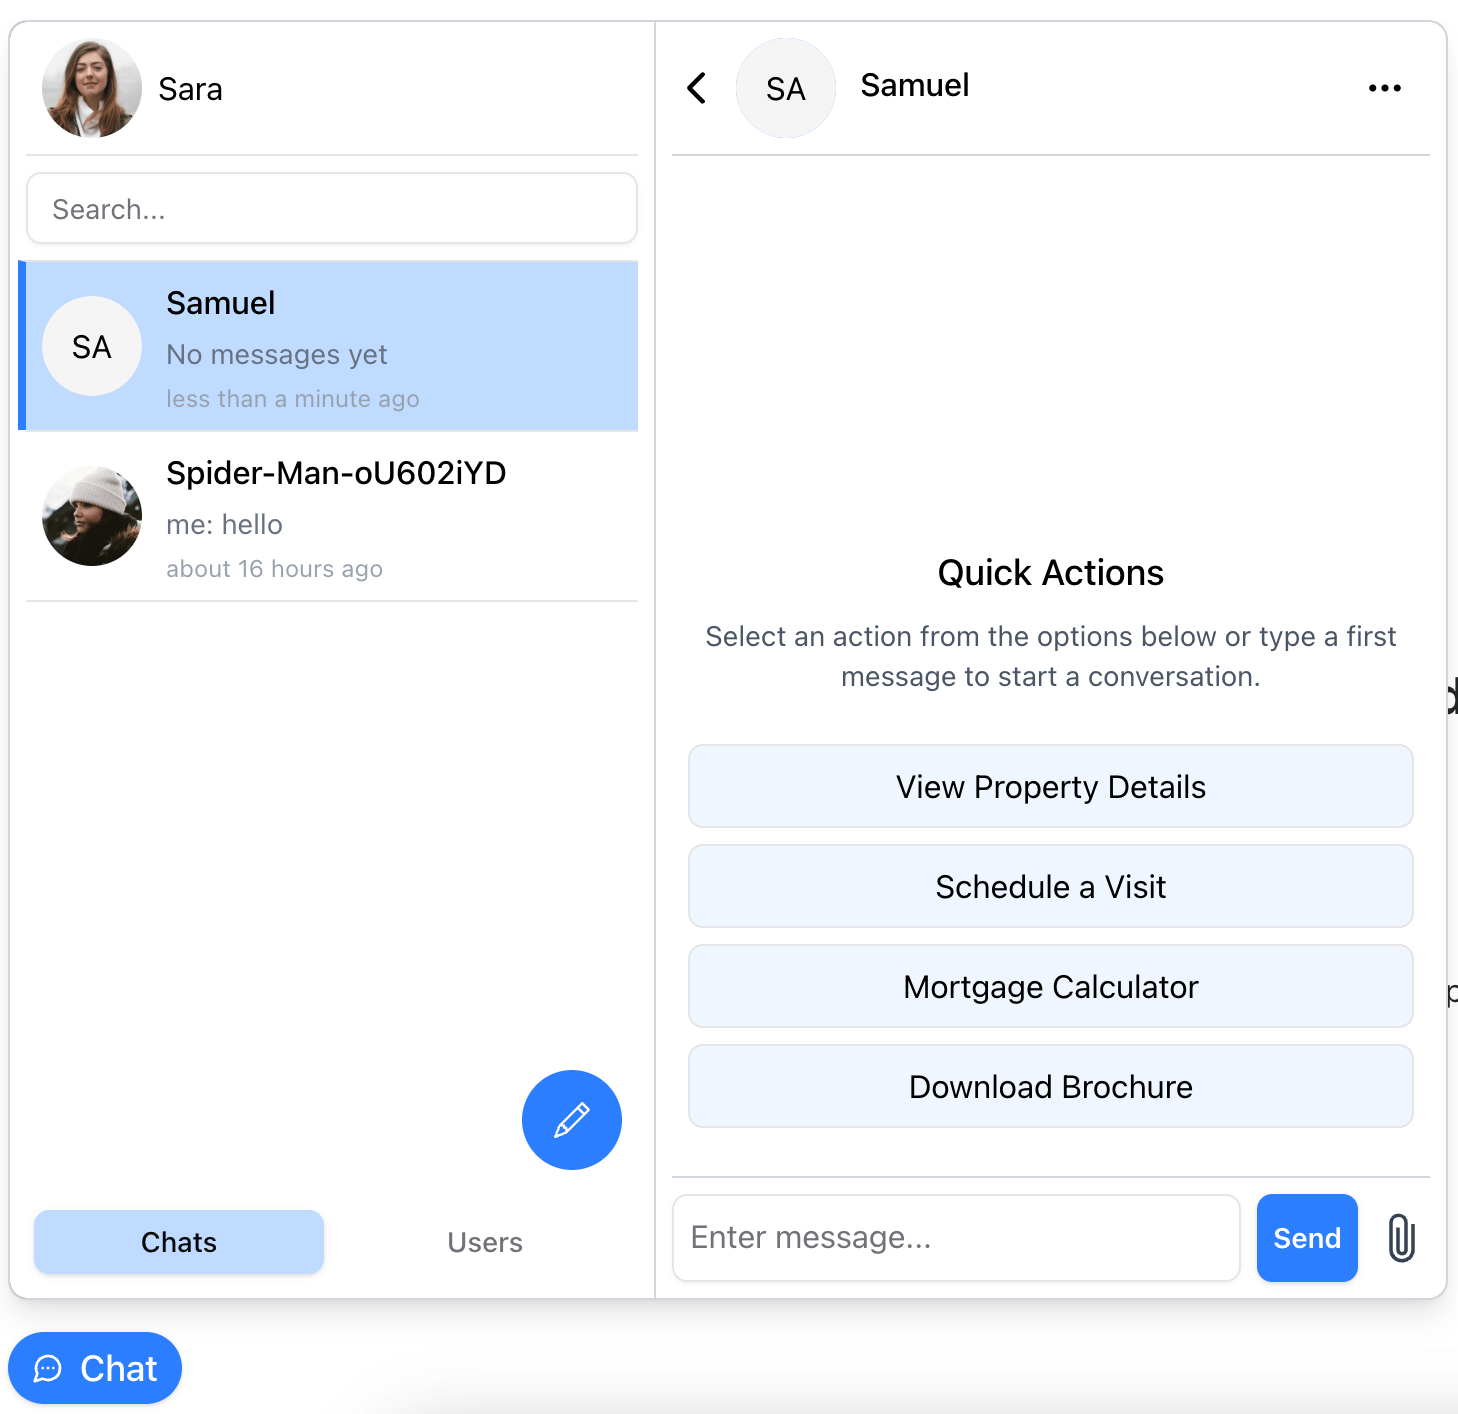 Sara
Search...
SA
Samuel
No messages yet
less than a minute ago
Spider-Man-oU602iYD
me: hello
about 16 hours ago
Chats
Users
SA
Samuel
Quick Actions
Select an action from the options below or type a first
message to start a conversation.
View Property Details
Schedule a Visit
Mortgage Calculator
Download Brochure
Enter message...
Send
Chat